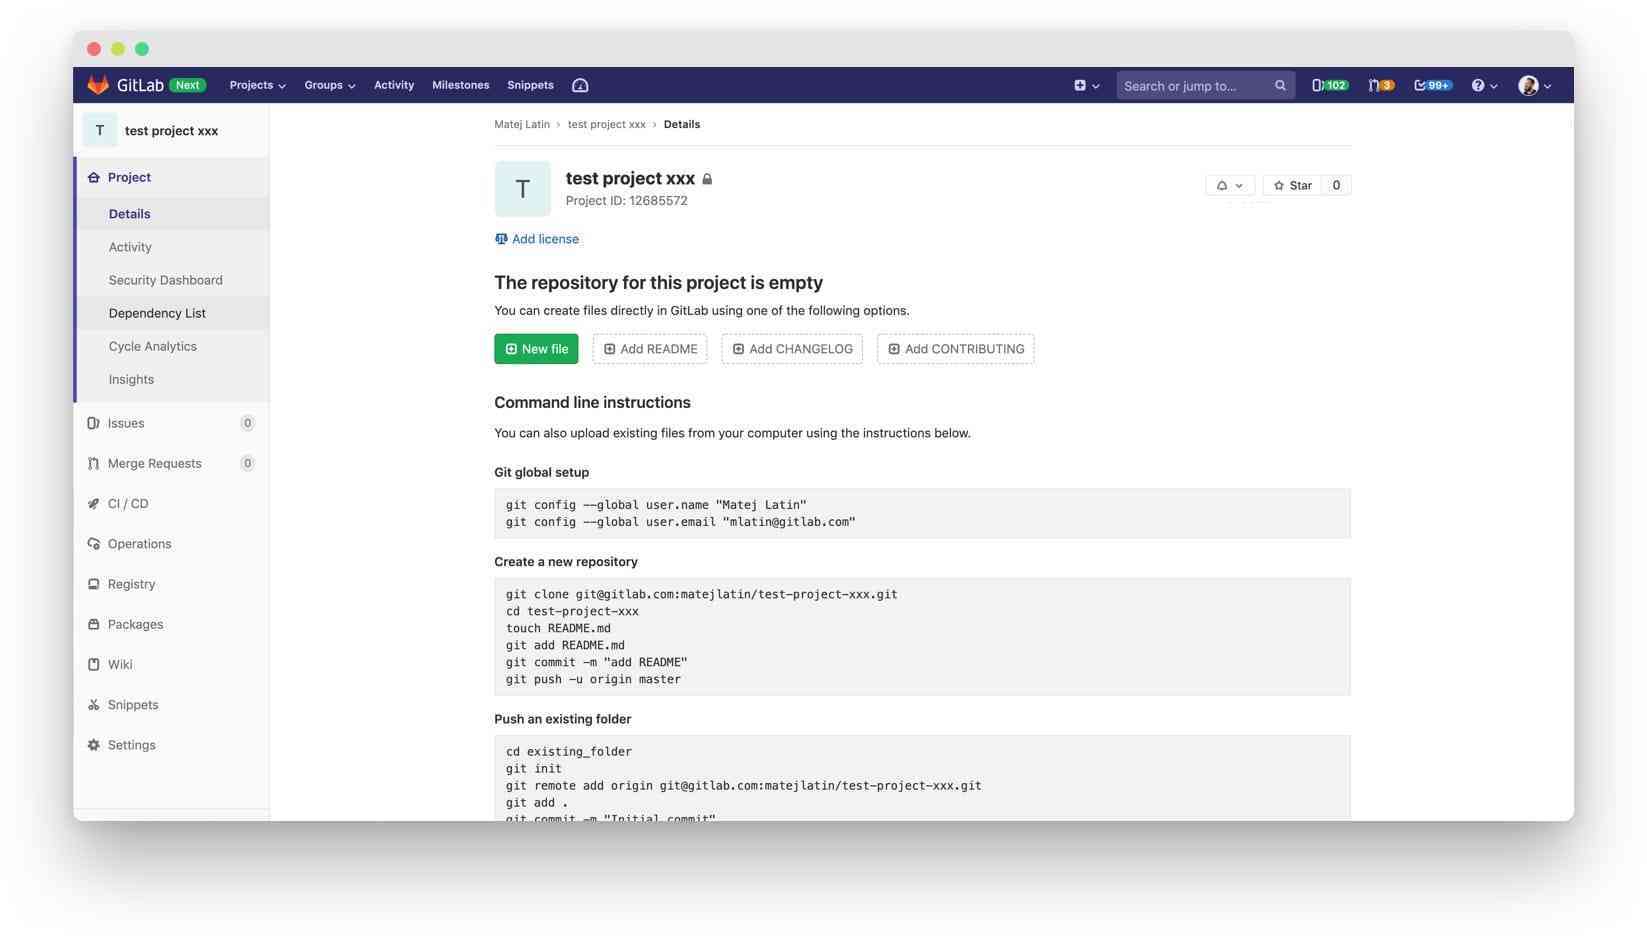 GitLab Next Projects Groups Activity Milestones Snippets Search or jump to... 102 3 99+ ?
T test project xxx
Project
Details
Activity
Security Dashboard
Dependency List
Cycle Analytics
Insights
Issues 0
Merge Requests 0
CI / CD
Operations
Registry
Packages
Wiki
Snippets
Settings
Matej Latin › test project xxx › Details
T
test project xxx
Project ID: 12685572
Star 0
Add license
The repository for this project is empty
You can create files directly in GitLab using one of the following options.
New file Add README Add CHANGELOG Add CONTRIBUTING
Command line instructions
You can also upload existing files from your computer using the instructions below.
Git global setup
git config --global user.name "Matej Latin"
git config --global user.email "mlatin@gitlab.com"
Create a new repository
git clone git@gitlab.com:matejlatin/test-project-xxx.git
cd test-project-xxx
touch README.md
git add README.md
git commit -m "add README"
git push -u origin master
Push an existing folder
cd existing_folder
git init
git remote add origin git@gitlab.com:matejlatin/test-project-xxx.git
git add .
git commit -m "Initial commit"